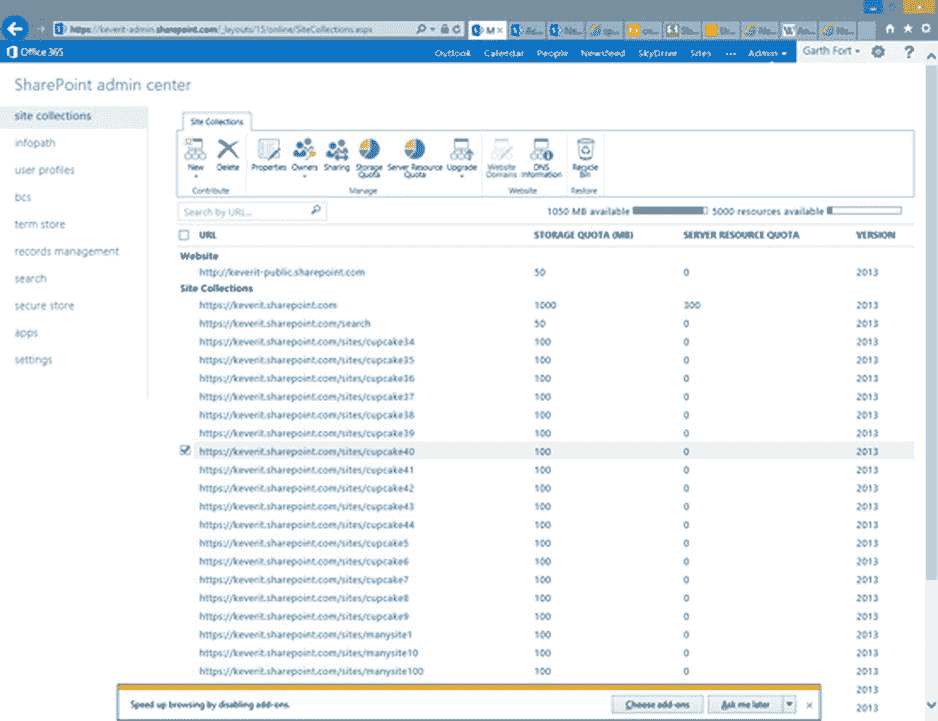 https://keverit-admin.sharepoint.com/_layouts/15/online/SiteCollections.aspx
Office 365 Outlook Calendar People Newsfeed SkyDrive Sites ... Admin Garth Fort ?
SharePoint admin center
site collections
infopath
user profiles
bcs
term store
records management
search
secure store
apps
settings
Site Collections
New Delete Properties Owners Sharing Storage Quota Server Resource Quota Upgrade Website Domains DNS Information Recycle Bin
Contribute Manage Website Restore
Search by URL... 1050 MB available 5000 resources available
URL STORAGE QUOTA (MB) SERVER RESOURCE QUOTA VERSION
Website
http://keverit-public.sharepoint.com 50 0 2013
Site Collections
https://keverit.sharepoint.com 1000 300 2013
https://keverit.sharepoint.com/search 50 0 2013
https://keverit.sharepoint.com/sites/cupcake34 100 0 2013
https://keverit.sharepoint.com/sites/cupcake35 100 0 2013
https://keverit.sharepoint.com/sites/cupcake36 100 0 2013
https://keverit.sharepoint.com/sites/cupcake37 100 0 2013
https://keverit.sharepoint.com/sites/cupcake38 100 0 2013
https://keverit.sharepoint.com/sites/cupcake39 100 0 2013
https://keverit.sharepoint.com/sites/cupcake40 100 0 2013
https://keverit.sharepoint.com/sites/cupcake41 100 0 2013
https://keverit.sharepoint.com/sites/cupcake42 100 0 2013
https://keverit.sharepoint.com/sites/cupcake43 100 0 2013
https://keverit.sharepoint.com/sites/cupcake44 100 0 2013
https://keverit.sharepoint.com/sites/cupcake5 100 0 2013
https://keverit.sharepoint.com/sites/cupcake6 100 0 2013
https://keverit.sharepoint.com/sites/cupcake7 100 0 2013
https://keverit.sharepoint.com/sites/cupcake8 100 0 2013
https://keverit.sharepoint.com/sites/cupcake9 100 0 2013
https://keverit.sharepoint.com/sites/manysite1 100 0 2013
https://keverit.sharepoint.com/sites/manysite10 100 0 2013
https://keverit.sharepoint.com/sites/manysite100 100 0 2013
2013
Speed up browsing by disabling add-ons. Choose add-ons Ask me later
2013